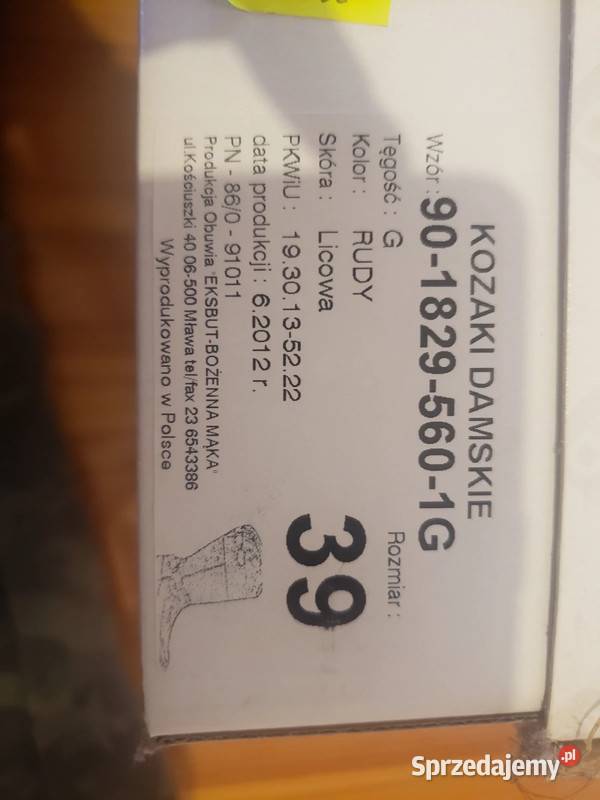 KOZAKI DAMSKIE
Wzór : 90-1829-560-1G
Tęgość : G
Rozmiar :
Kolor : RUDY
39
Skóra : Licowa
PKWiU : 19.30.13-52.22
data produkcji : 6.2012 r.
PN - 86/0 - 91011
Produkcja Obuwia "EKSBUT-BOŻENNA MĄKA"
ul.Kościuszki 40 06-500 Mława tel/fax 23 6543386
Wyprodukowano w Polsce
Sprzedajemy.pl